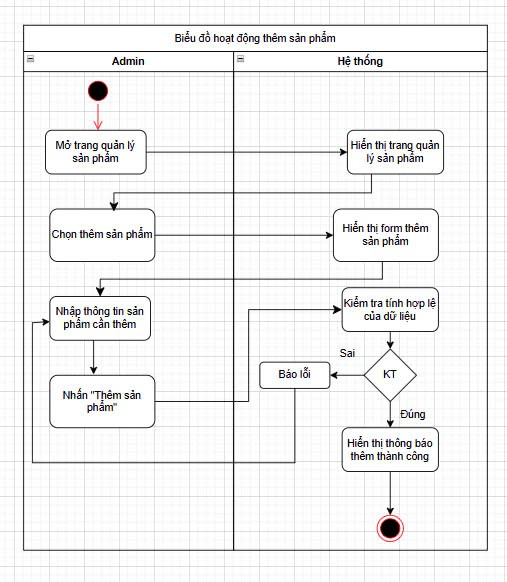 Biểu đồ hoạt động thêm sản phẩm
Admin
Hệ thống
Mở trang quản lý
sản phẩm
Hiển thị trang quản
lý sản phẩm
Chọn thêm sản phẩm
Hiển thị form thêm
sản phẩm
Nhập thông tin sản
phẩm cần thêm
Kiểm tra tính hợp lệ
của dữ liệu
Nhấn "Thêm sản
phẩm"
Sai
Báo lỗi
KT
Đúng
Hiển thị thông báo
thêm thành công